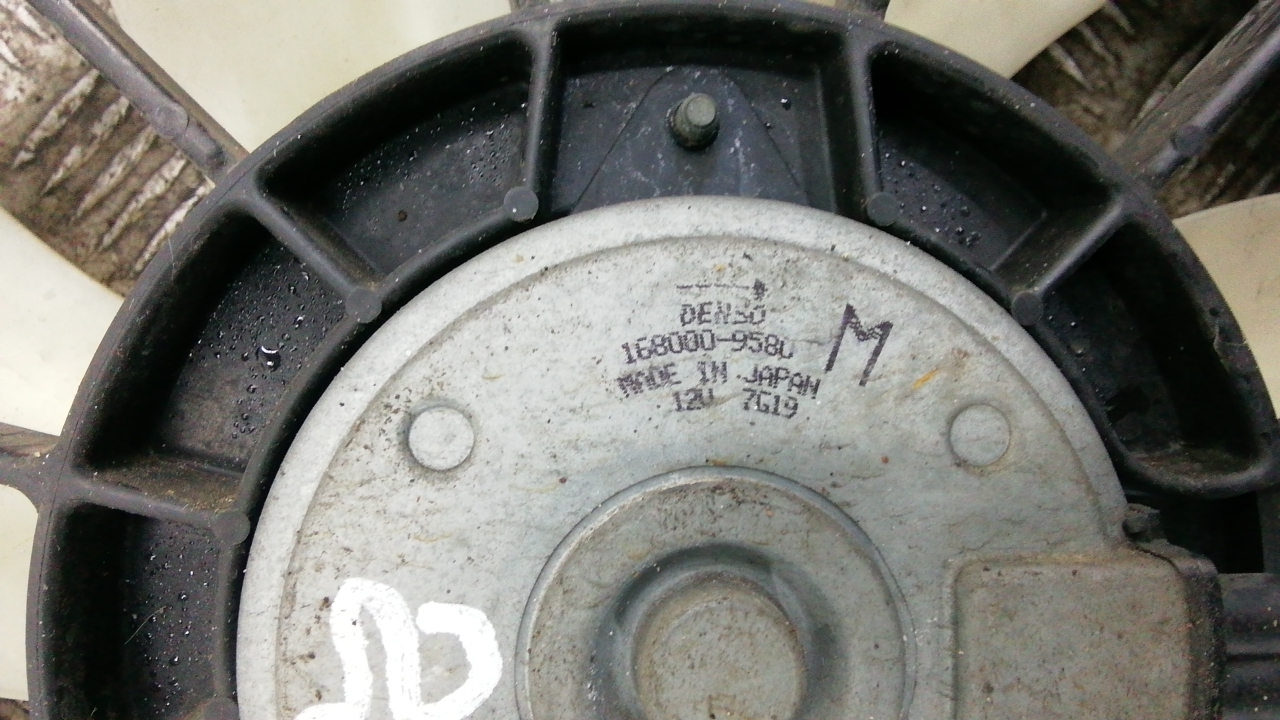 DENSO
168000-9580 M
MADE IN JAPAN
12V 7G19